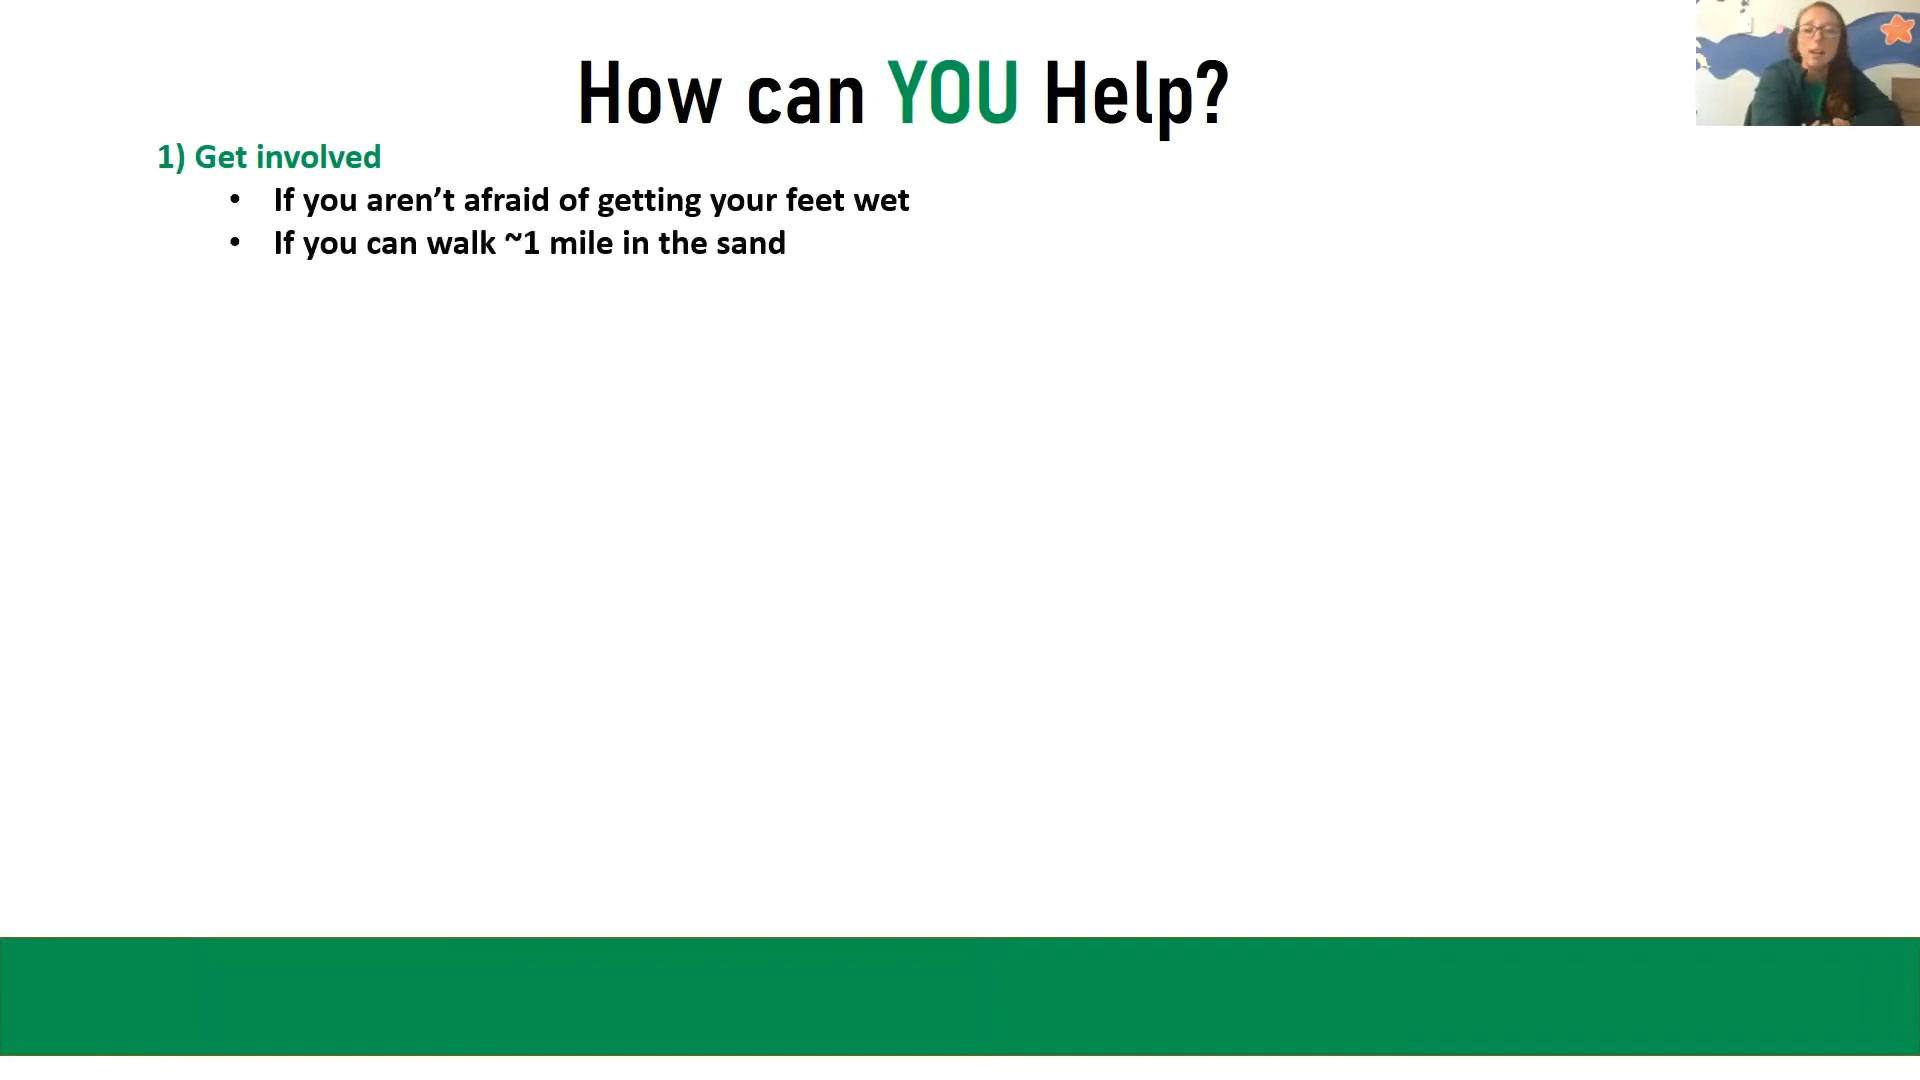 How can YOU Help?
1) Get involved
• If you aren’t afraid of getting your feet wet
• If you can walk ~1 mile in the sand